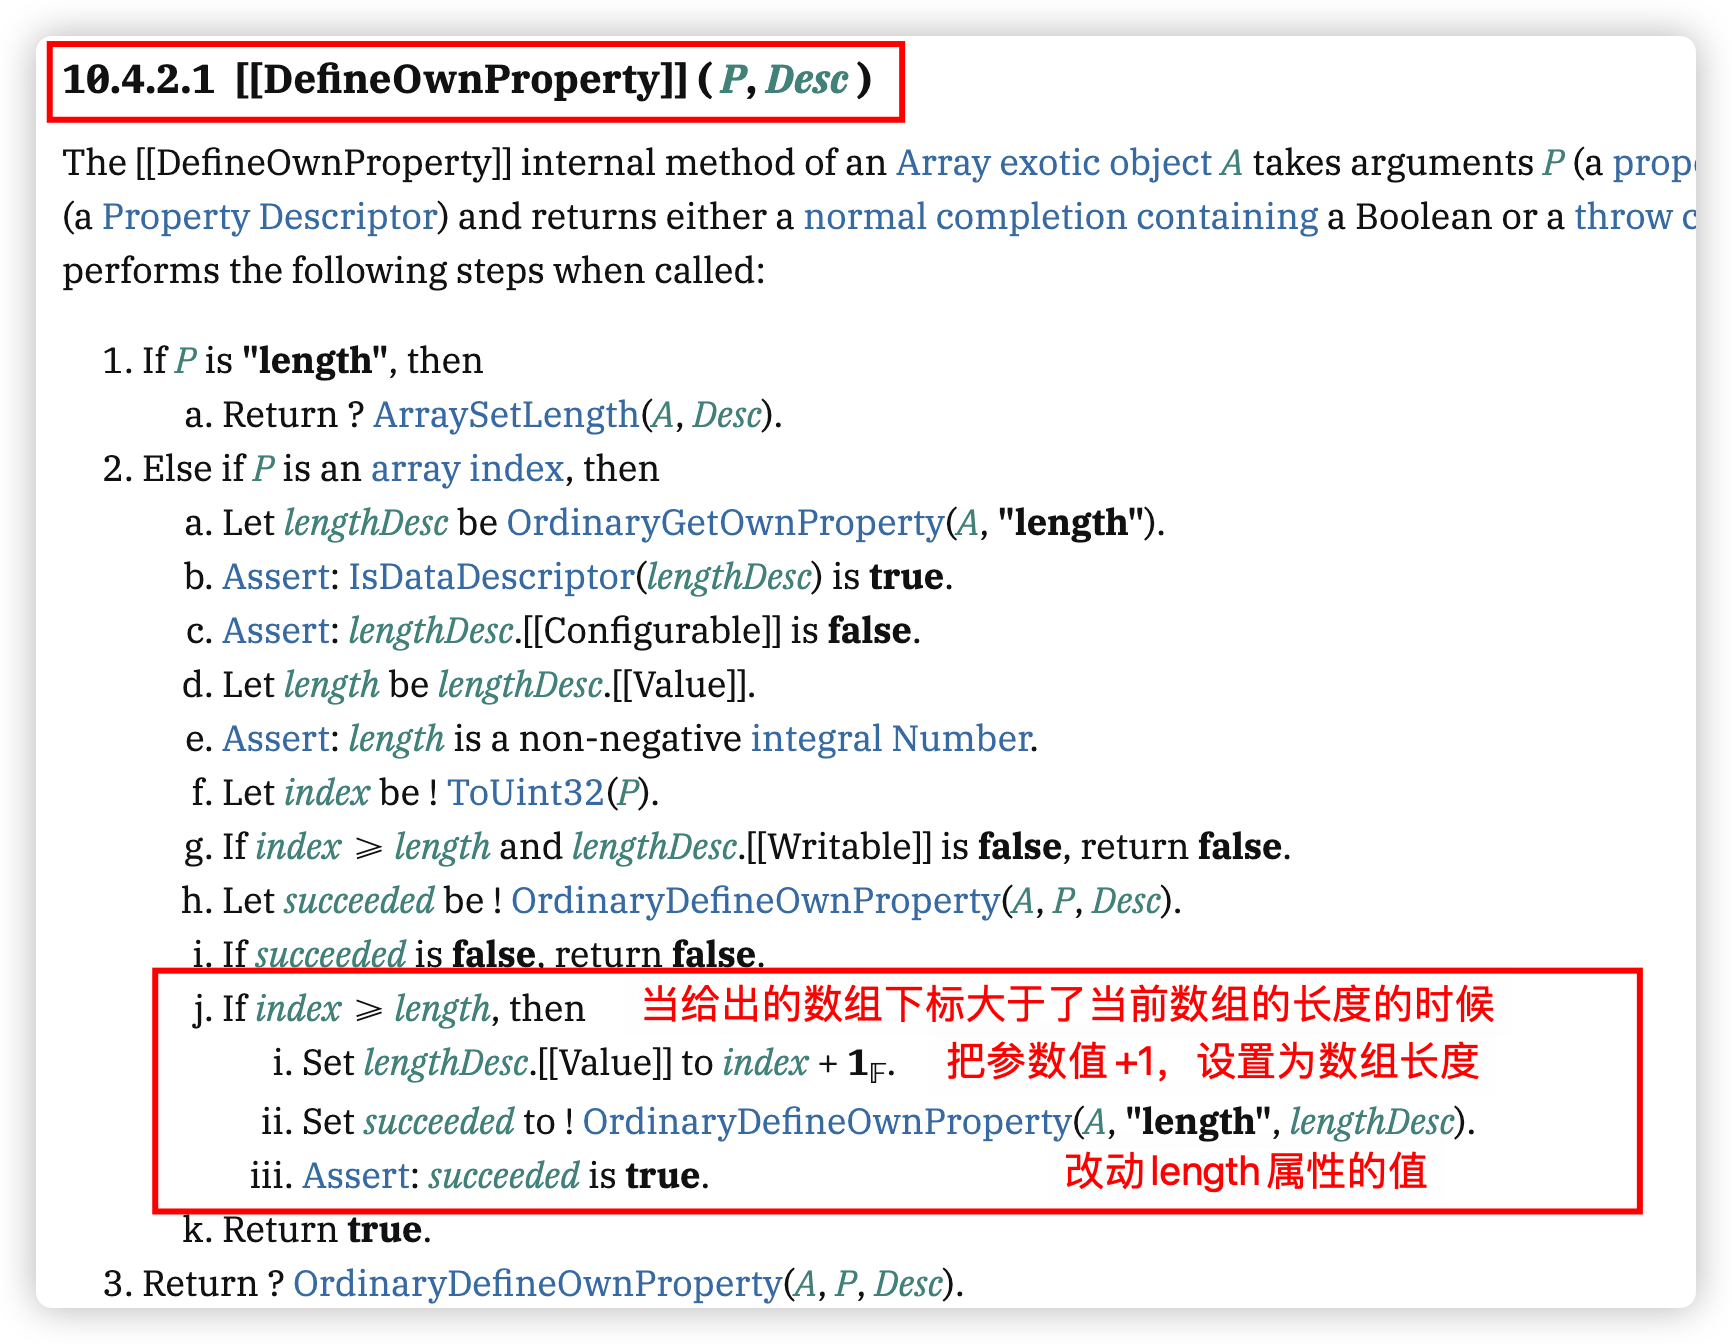 10.4.2.1 [[DefineOwnProperty]] ( P, Desc )
The [[DefineOwnProperty]] internal method of an Array exotic object A takes arguments P (a prop
(a Property Descriptor) and returns either a normal completion containing a Boolean or a throw c
performs the following steps when called:
1. If P is "length", then
a. Return ? ArraySetLength(A, Desc).
2. Else if P is an array index, then
a. Let lengthDesc be OrdinaryGetOwnProperty(A, "length").
b. Assert: IsDataDescriptor(lengthDesc) is true.
c. Assert: lengthDesc.[[Configurable]] is false.
d. Let length be lengthDesc.[[Value]].
e. Assert: length is a non-negative integral Number.
f. Let index be ! ToUint32(P).
g. If index ≥ length and lengthDesc.[[Writable]] is false, return false.
h. Let succeeded be ! OrdinaryDefineOwnProperty(A, P, Desc).
i. If succeeded is false, return false.
j. If index ≥ length, then 当给出的数组下标大于了当前数组的长度的时候
i. Set lengthDesc.[[Value]] to index + 1𝔽. 把参数值+1，设置为数组长度
ii. Set succeeded to ! OrdinaryDefineOwnProperty(A, "length", lengthDesc).
iii. Assert: succeeded is true. 改动length属性的值
k. Return true.
3. Return ? OrdinaryDefineOwnProperty(A, P, Desc).